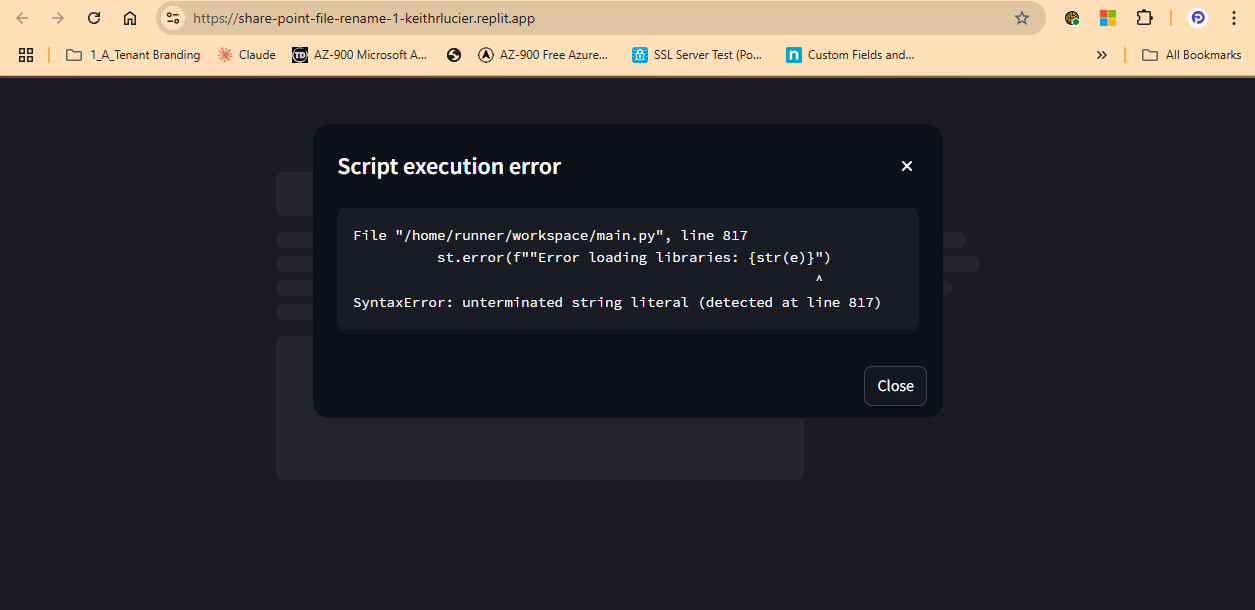 https://share-point-file-rename-1-keithrlucier.replit.app
1_A_Tenant Branding Claude TD AZ-900 Microsoft A... AZ-900 Free Azure... SSL Server Test (Po... n Custom Fields and... » All Bookmarks
Script execution error
File "/home/runner/workspace/main.py", line 817
st.error(f""Error loading libraries: {str(e)}")
^
SyntaxError: unterminated string literal (detected at line 817)
Close